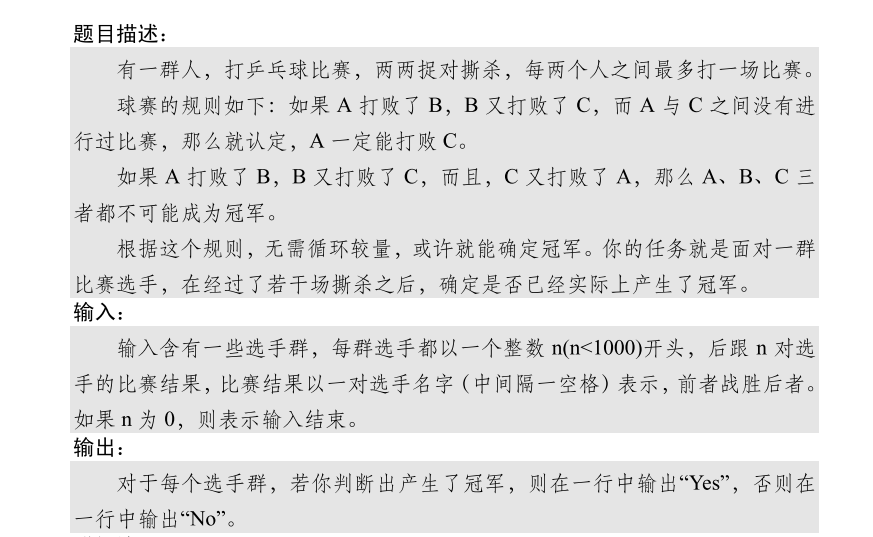 题目描述：
有一群人，打乒乓球比赛，两两捉对撕杀，每两个人之间最多打一场比赛。
球赛的规则如下：如果 A 打败了 B，B 又打败了 C，而 A 与 C 之间没有进
行过比赛，那么就认定，A 一定能打败 C。
如果 A 打败了 B，B 又打败了 C，而且，C 又打败了 A，那么 A、B、C 三
者都不可能成为冠军。
根据这个规则，无需循环较量，或许就能确定冠军。你的任务就是面对一群
比赛选手，在经过了若干场撕杀之后，确定是否已经实际上产生了冠军。
输入：
输入含有一些选手群，每群选手都以一个整数 n(n<1000)开头，后跟 n 对选
手的比赛结果，比赛结果以一对选手名字（中间隔一空格）表示，前者战胜后者。
如果 n 为 0，则表示输入结束。
输出：
对于每个选手群，若你判断出产生了冠军，则在一行中输出“Yes”，否则在
一行中输出“No”。